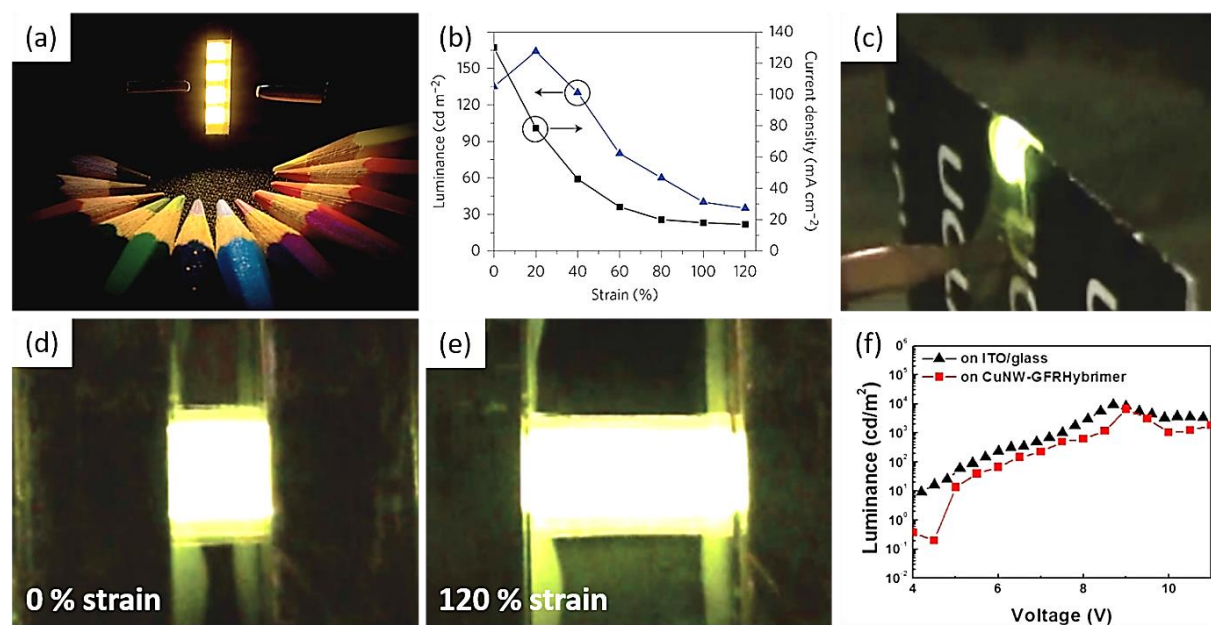 (a)
(b)
Luminance (cd m⁻²)
0
30
60
90
120
150
Current density (mA cm⁻²)
0
20
40
60
80
100
120
140
0 20 40 60 80 100 120
Strain (%)
(c)
(d)
0 % strain
(e)
120 % strain
(f)
on ITO/glass
on CuNW-GFRHybrimer
Luminance (cd/m²)
10⁶
10⁵
10⁴
10³
10²
10¹
10⁰
10⁻¹
10⁻²
4 6 8 10
Voltage (V)